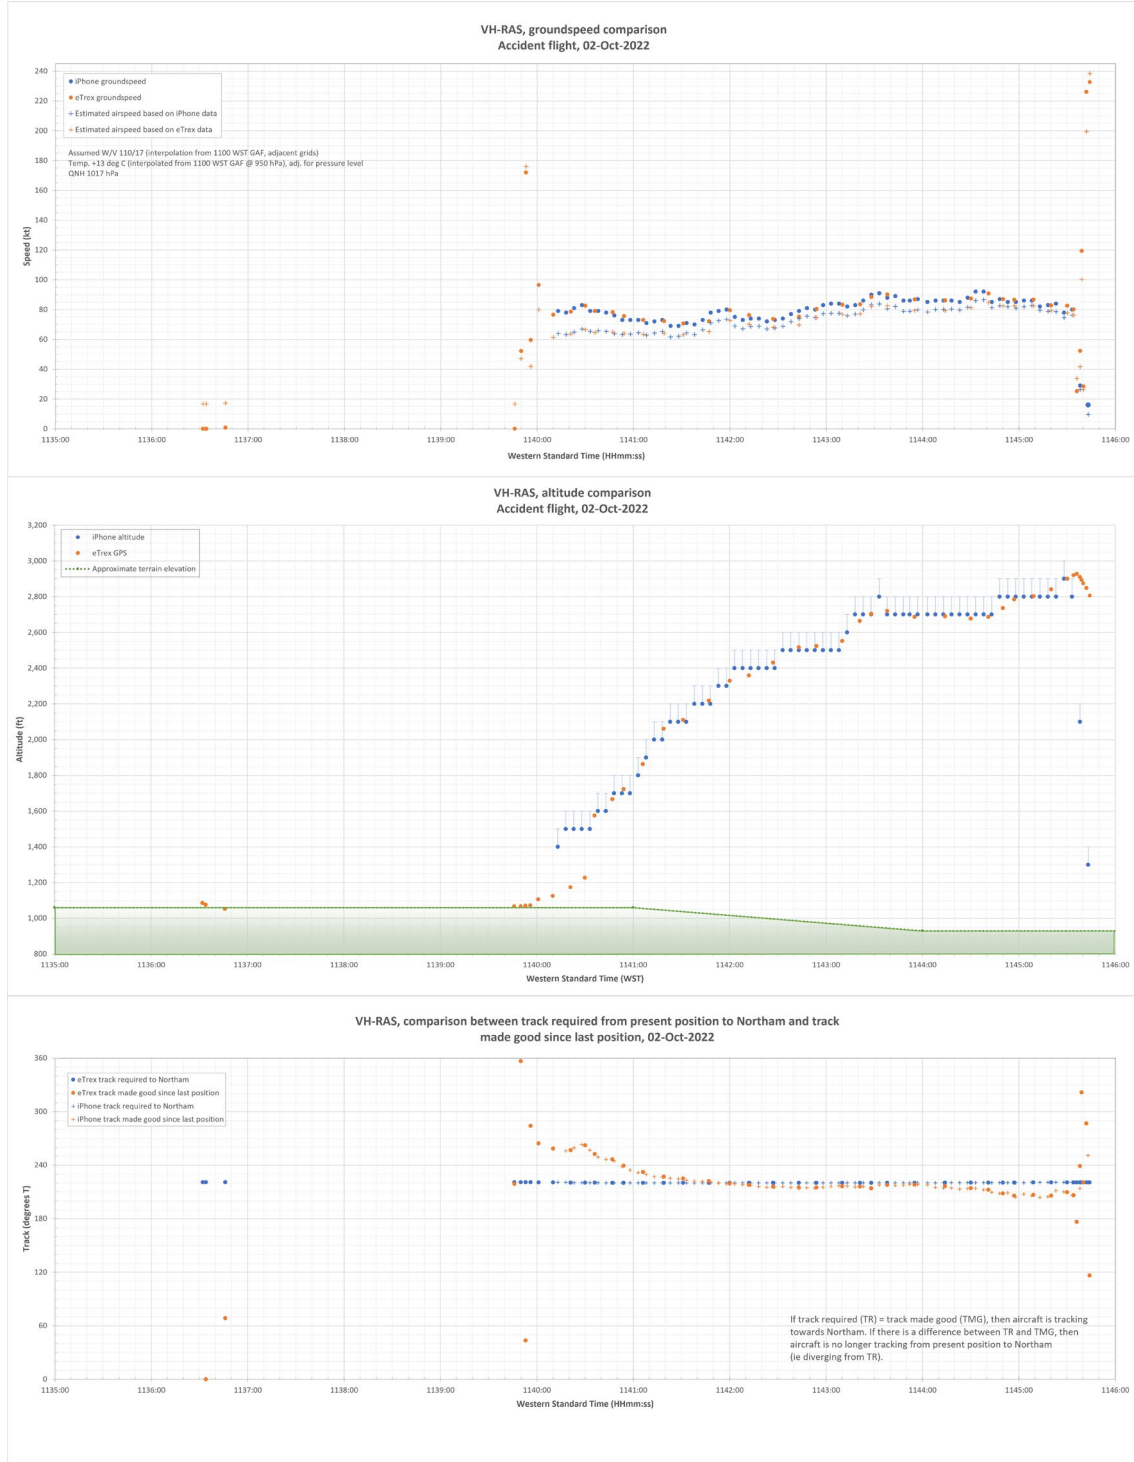 VH-RAS, groundspeed comparison
Accident flight, 02-Oct-2022
240
220
200
180
160
140
120
100
80
60
40
20
0
Speed (kt)
iPhone groundspeed
eTrex groundspeed
Estimated airspeed based on iPhone data
Estimated airspeed based on eTrex data
Assumed W/V 110/17 (interpolation from 1100 WST GAF, adjacent grids)
Temp. +13 deg C (interpolated from 1100 WST GAF @ 950 hPa), adj. for pressure level
QNH 1017 hPa
1135:00 1136:00 1137:00 1138:00 1139:00 1140:00 1141:00 1142:00 1143:00 1144:00 1145:00 1146:00
Western Standard Time (HHmm:ss)
VH-RAS, altitude comparison
Accident flight, 02-Oct-2022
3,200
3,000
2,800
2,600
2,400
2,200
2,000
1,800
1,600
1,400
1,200
1,000
800
Altitude (ft)
iPhone altitude
eTrex GPS
Approximate terrain elevation
1135:00 1136:00 1137:00 1138:00 1139:00 1140:00 1141:00 1142:00 1143:00 1144:00 1145:00 1146:00
Western Standard Time (WST)
VH-RAS, comparison between track required from present position to Northam and track
made good since last position, 02-Oct-2022
360
300
240
180
120
60
0
Track (degrees T)
eTrex track required to Northam
eTrex track made good since last position
iPhone track required to Northam
iPhone track made good since last position
If track required (TR) = track made good (TMG), then aircraft is tracking
towards Northam. If there is a difference between TR and TMG, then
aircraft is no longer tracking from present position to Northam
(ie diverging from TR).
1135:00 1136:00 1137:00 1138:00 1139:00 1140:00 1141:00 1142:00 1143:00 1144:00 1145:00 1146:00
Western Standard Time (HHmm:ss)